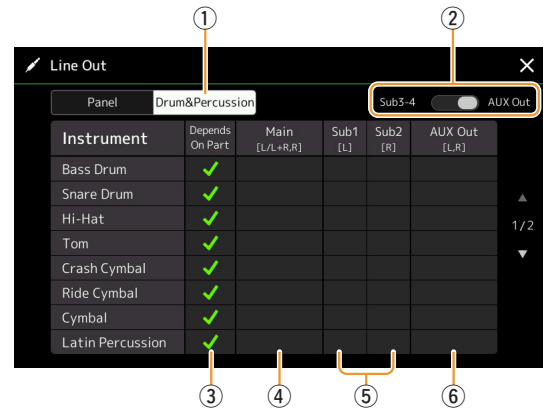 ① ②
Line Out
Panel Drum&Percussion Sub3-4 AUX Out
Instrument Depends On Part Main [L/L+R,R] Sub1 [L] Sub2 [R] AUX Out [L,R]
Bass Drum
Snare Drum
Hi-Hat
1/2
Tom
Crash Cymbal
Ride Cymbal
Cymbal
Latin Percussion
③ ④ ⑤ ⑥